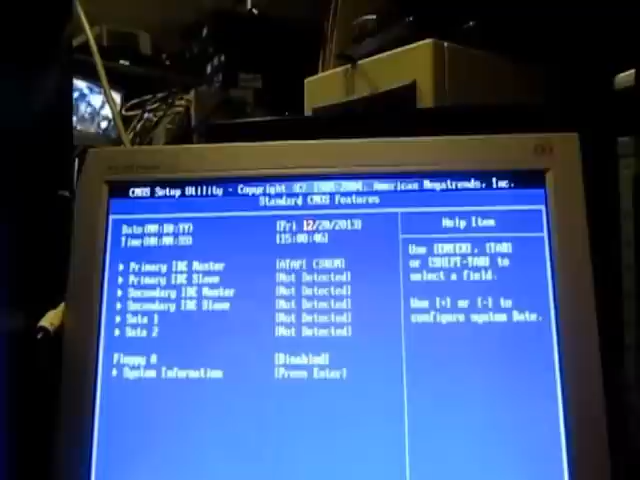 CMOS Setup Utility - Copyright (C) 1985-2004, American Megatrends, Inc.
Standard CMOS Features
Date(MM:DD:YY) [Fri 12/20/2013]
Time(HH:MM:SS) [15:00:46]
Primary IDE Master [ATAPI CDROM]
Primary IDE Slave [Not Detected]
Secondary IDE Master [Not Detected]
Secondary IDE Slave [Not Detected]
Sata 1 [Not Detected]
Sata 2 [Not Detected]
Floppy A [Disabled]
System Information [Press Enter]
Help Item
Use [ENTER], [TAB]
or [SHIFT-TAB] to
select a field.
Use [+] or [-] to
configure system Date.